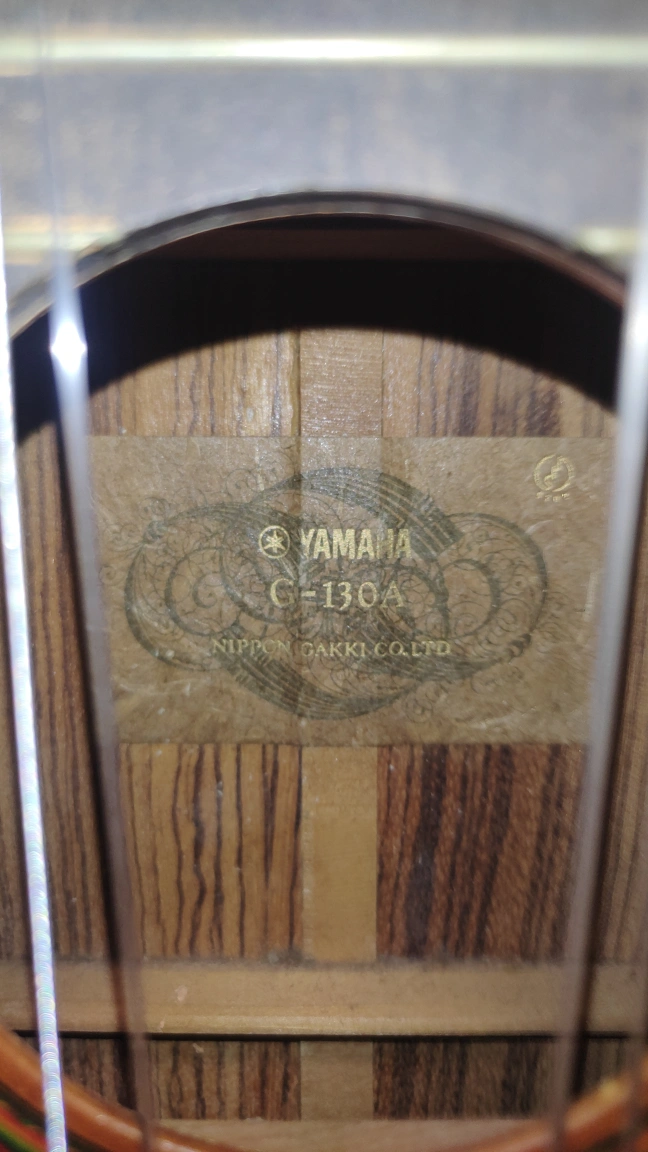 YAMAHA
G-130A
NIPPON GAKKI CO. LTD